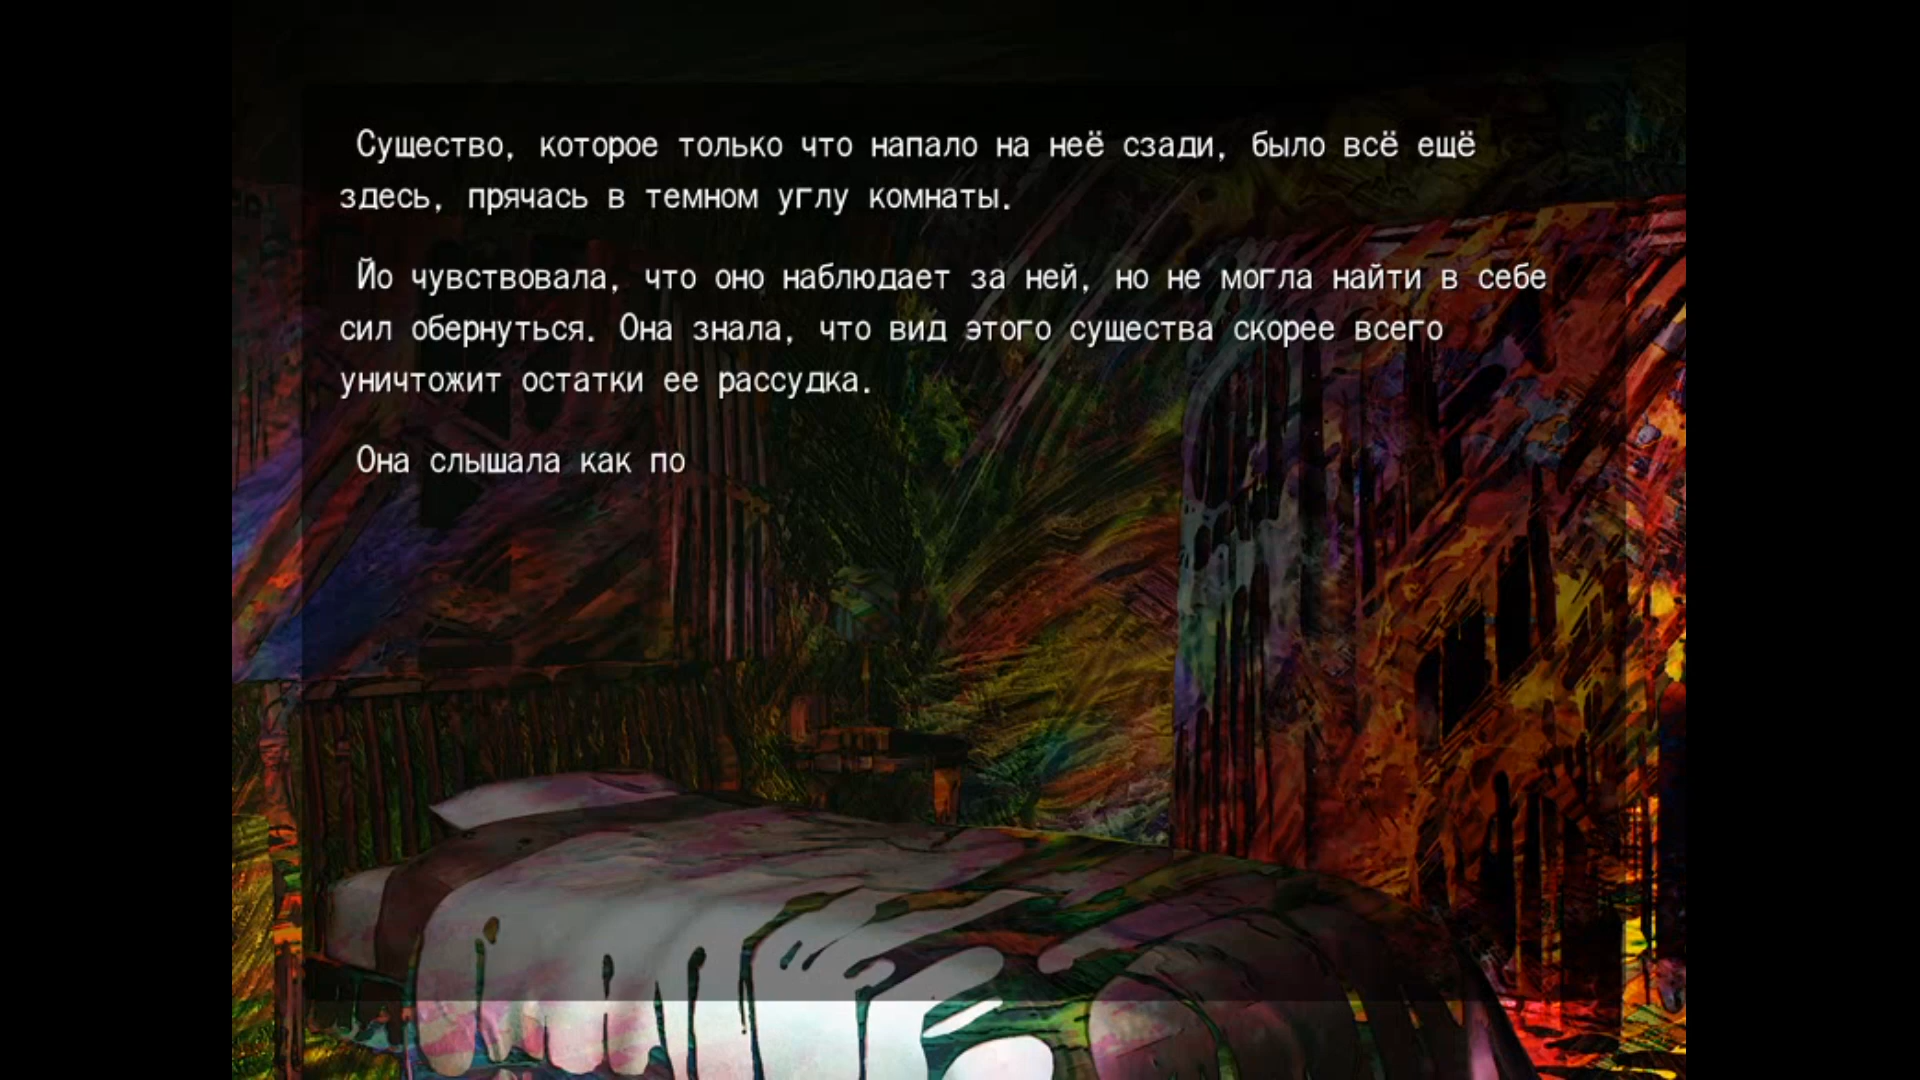 Существо, которое только что напало на неё сзади, было всё ещё
здесь, прячась в темном углу комнаты.
Йо чувствовала, что оно наблюдает за ней, но не могла найти в себе
сил обернуться. Она знала, что вид этого существа скорее всего
уничтожит остатки ее рассудка.
Она слышала как по